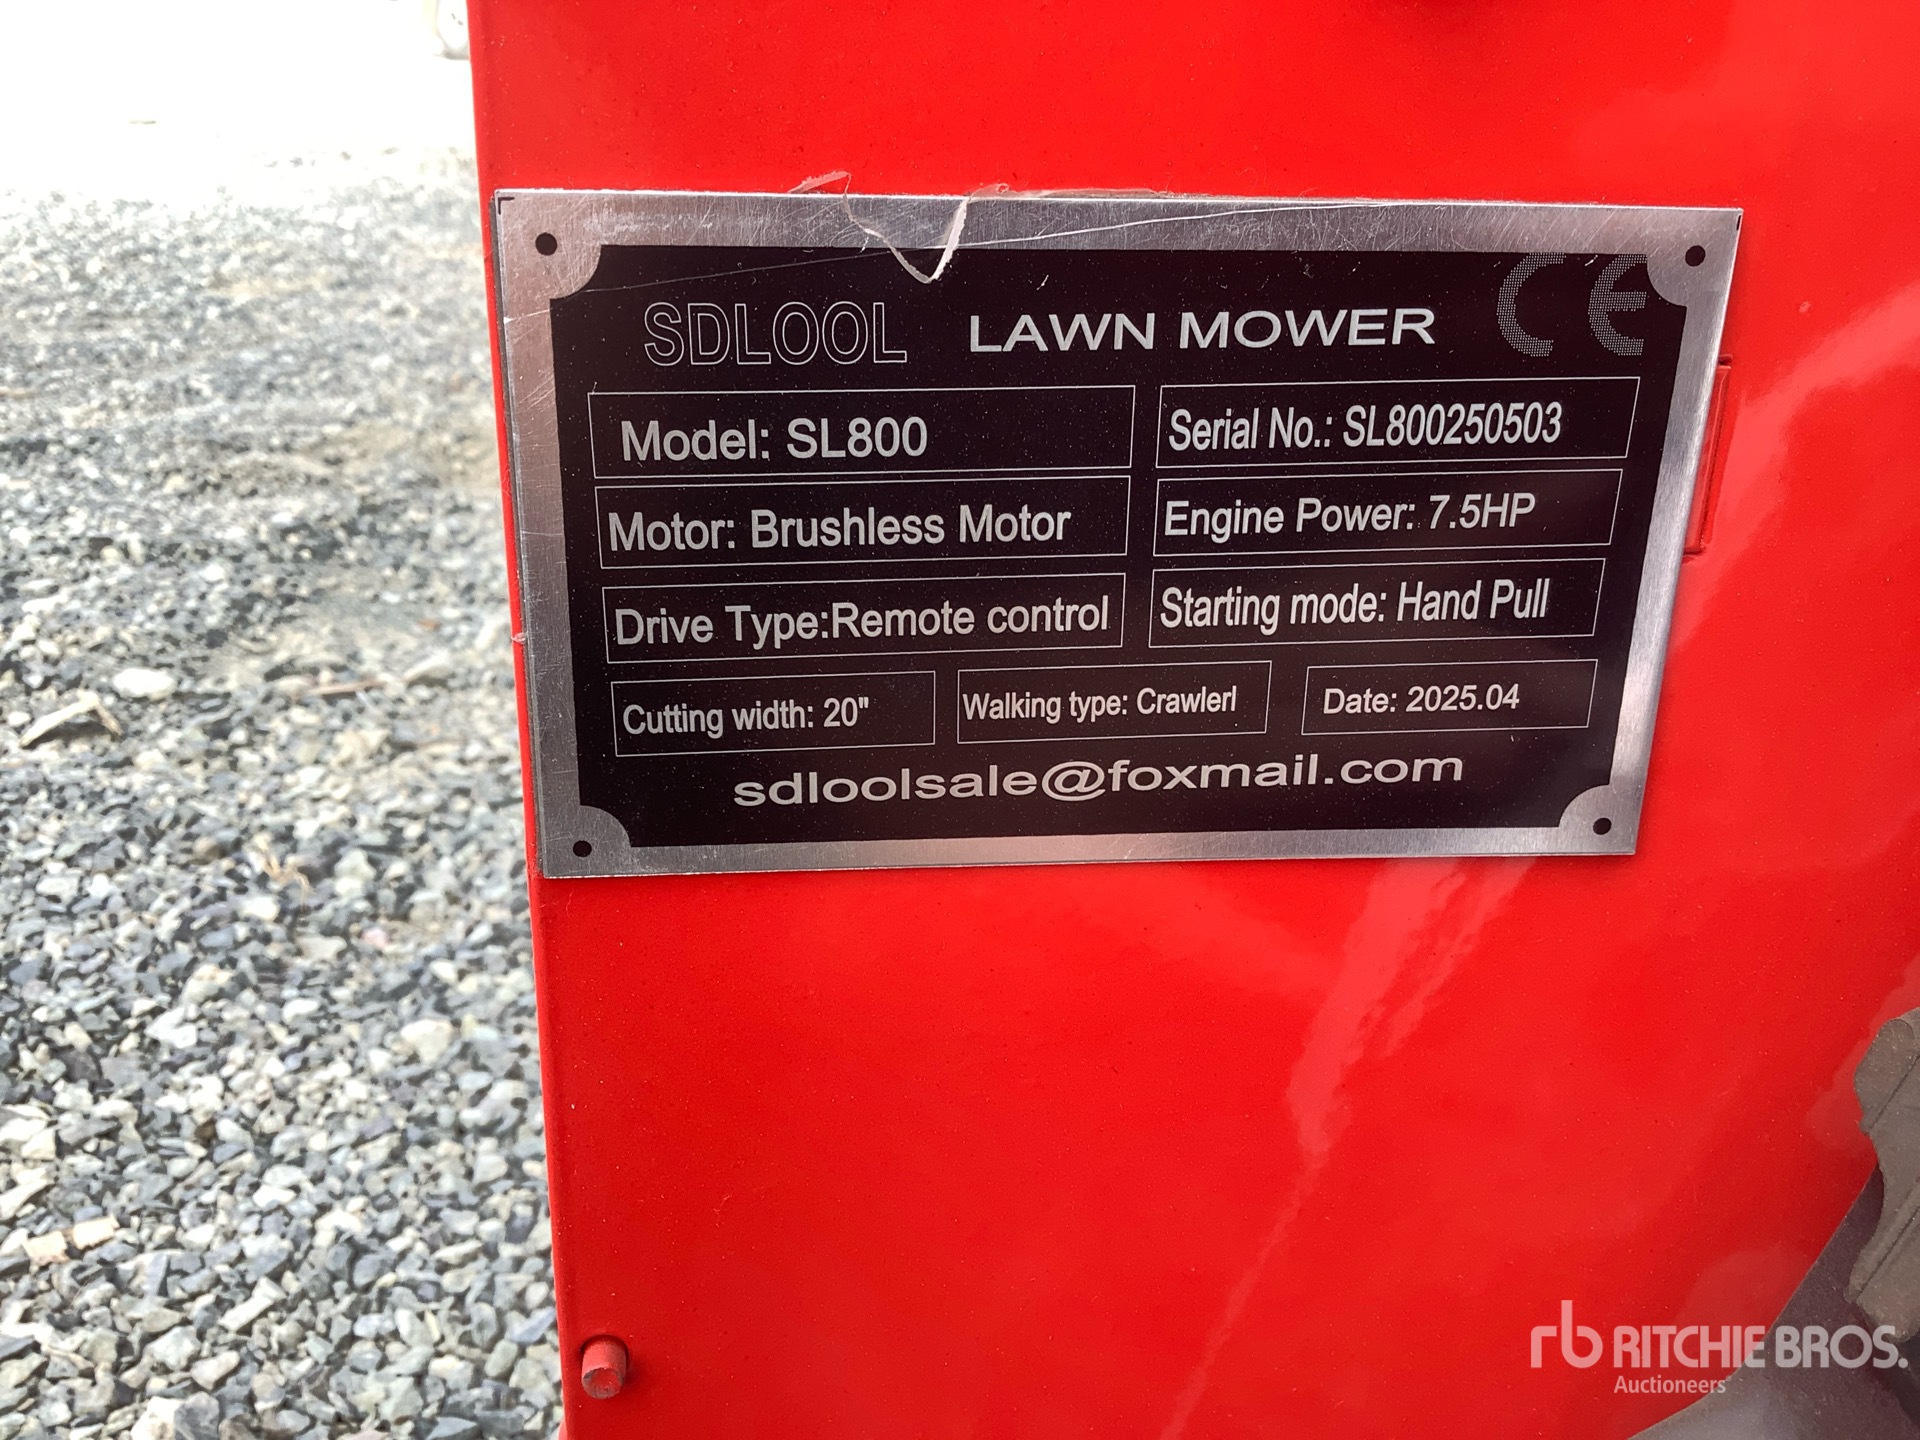 SDLOOL LAWN MOWER CE
Model: SL800 Serial No.: SL800250503
Motor: Brushless Motor Engine Power: 7.5HP
Drive Type:Remote control Starting mode: Hand Pull
Cutting width: 20" Walking type: Crawlerl Date: 2025.04
sdloolsale@foxmail.com
rb RITCHIE BROS.
Auctioneers